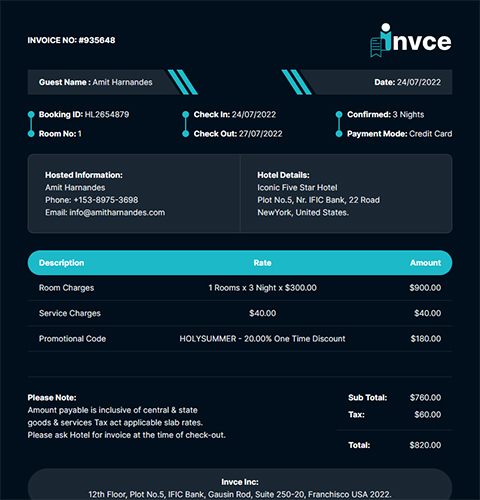 INVOICE NO: #935648
invce
Guest Name : Amit Harnandes
Date: 24/07/2022
Booking ID: HL2654879
Check In: 24/07/2022
Confirmed: 3 Nights
Room No: 1
Check Out: 27/07/2022
Payment Mode: Credit Card
Hosted Information:
Amit Harnandes
Phone: +153-8975-3698
Email: info@amitharnandes.com
Hotel Details:
Iconic Five Star Hotel
Plot No.5, Nr. IFIC Bank, 22 Road
NewYork, United States.
Description Rate Amount
Room Charges 1 Rooms x 3 Night x $300.00 $900.00
Service Charges $40.00 $40.00
Promotional Code HOLYSUMMER - 20.00% One Time Discount $180.00
Please Note:
Amount payable is inclusive of central & state
goods & services Tax act applicable slab rates.
Please ask Hotel for invoice at the time of check-out.
Sub Total: $760.00
Tax: $60.00
Total: $820.00
Invce Inc:
12th Floor, Plot No.5, IFIC Bank, Gausin Rod, Suite 250-20, Franchisco USA 2022.